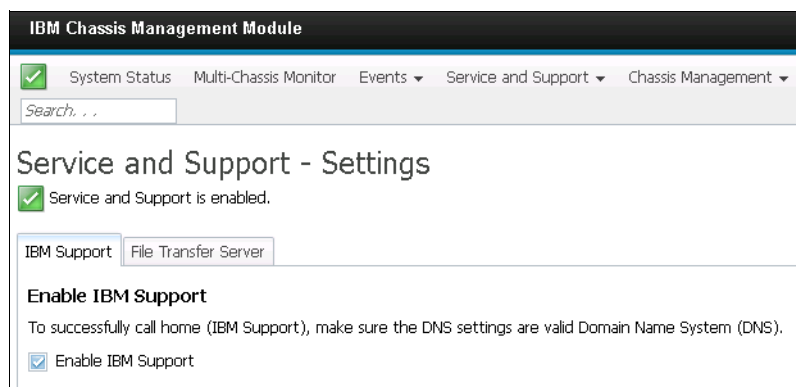 IBM Chassis Management Module
System Status Multi-Chassis Monitor Events Service and Support Chassis Management
Search. . .
Service and Support - Settings
Service and Support is enabled.
IBM Support File Transfer Server
Enable IBM Support
To successfully call home (IBM Support), make sure the DNS settings are valid Domain Name System (DNS).
Enable IBM Support